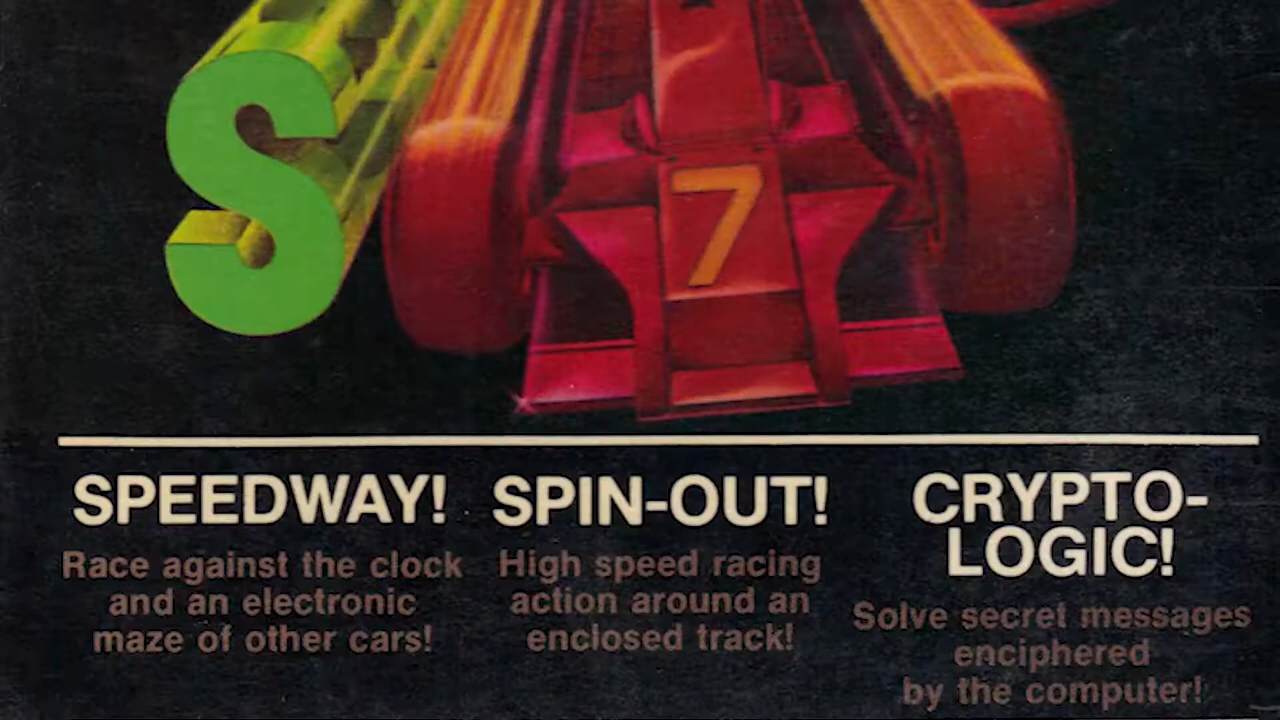 S
7
SPEEDWAY!
Race against the clock
and an electronic
maze of other cars!
SPIN-OUT!
High speed racing
action around an
enclosed track!
CRYPTO-
LOGIC!
Solve secret messages
enciphered
by the computer!